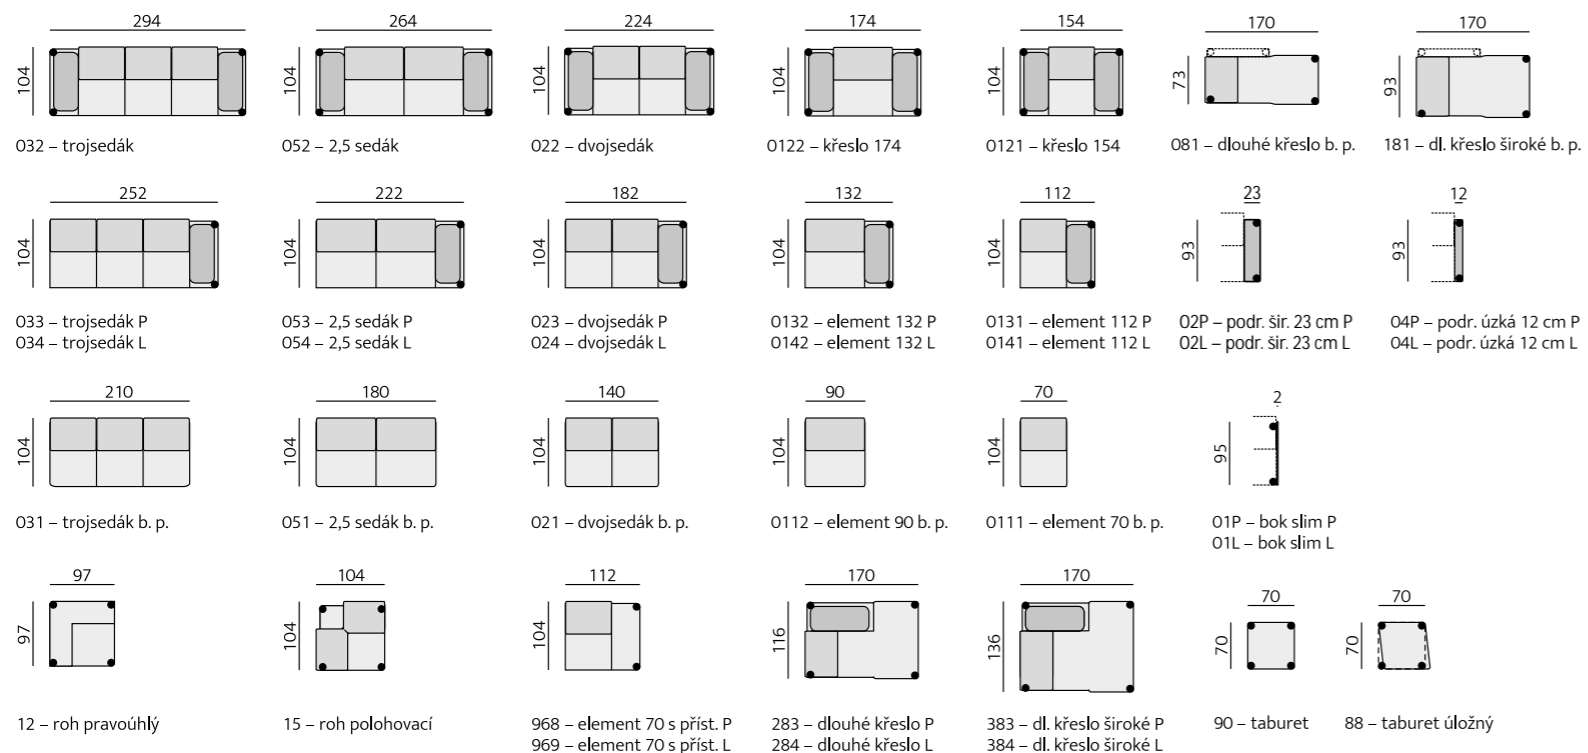 294
104
032 – trojsedák
264
104
052 – 2,5 sedák
224
104
022 – dvojsedák
174
104
0122 – křeslo 174
154
104
0121 – křeslo 154
170
73
081 – dlouhé křeslo b. p.
170
93
181 – dl. křeslo široké b. p.
252
104
033 – trojsedák P
034 – trojsedák L
222
104
053 – 2,5 sedák P
054 – 2,5 sedák L
182
104
023 – dvojsedák P
024 – dvojsedák L
132
104
0132 – element 132 P
0142 – element 132 L
112
104
0131 – element 112 P
0141 – element 112 L
23
93
02P – podr. šir. 23 cm P
02L – podr. šir. 23 cm L
12
93
04P – podr. úzká 12 cm P
04L – podr. úzká 12 cm L
210
104
031 – trojsedák b. p.
180
104
051 – 2,5 sedák b. p.
140
104
021 – dvojsedák b. p.
90
104
0112 – element 90 b. p.
70
104
0111 – element 70 b. p.
2
95
01P – bok slim P
01L – bok slim L
97
97
12 – roh pravoúhlý
104
104
15 – roh polohovací
112
104
968 – element 70 s příst. P
969 – element 70 s příst. L
170
116
283 – dlouhé křeslo P
284 – dlouhé křeslo L
170
136
383 – dl. křeslo široké P
384 – dl. křeslo široké L
70
70
90 – taburet
70
70
88 – taburet úložný